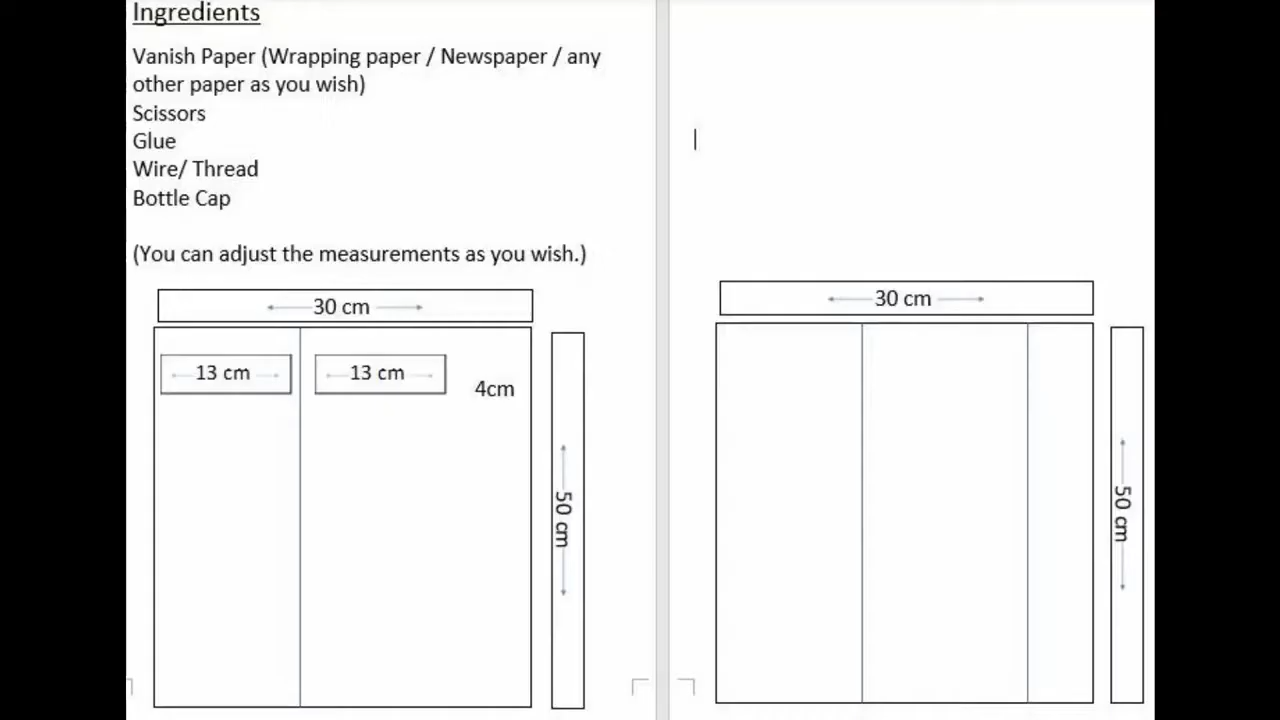 Ingredients
Vanish Paper (Wrapping paper / Newspaper / any
other paper as you wish)
Scissors
Glue
Wire/ Thread
Bottle Cap
(You can adjust the measurements as you wish.)
30 cm
13 cm
13 cm
4cm
50 cm
30 cm
50 cm